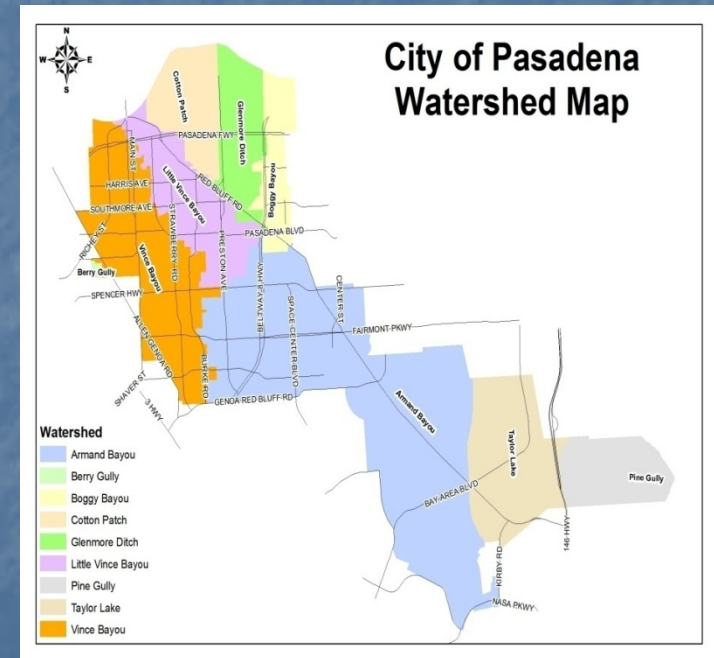 City of Pasadena
Watershed Map
N
W E
S
Cotton Patch
Glenmore Ditch
PASADENA FWY
MAIN ST
Little Vince Bayou
RED BLUFF RD
Boggy Bayou
HARRIS AVE
SOUTHMORE AVE
STRAWBERRY RD
PRESTON AVE
PASADENA BLVD
RICHEY ST
Vince Bayou
Berry Gully
BELTWAY 8 HWY
SPENCER HWY
SPACE CENTER BLVD
CENTER ST
ALLEN GENOA RD
FAIRMONT PKWY
BURKE RD
SHAVER ST
3 HWY
GENOA RED BLUFF RD
Armand Bayou
Taylor Lake
Pine Gully
BAY AREA BLVD
146 HWY
KIRBY RD
NASA PKWY
Watershed
Armand Bayou
Berry Gully
Boggy Bayou
Cotton Patch
Glenmore Ditch
Little Vince Bayou
Pine Gully
Taylor Lake
Vince Bayou